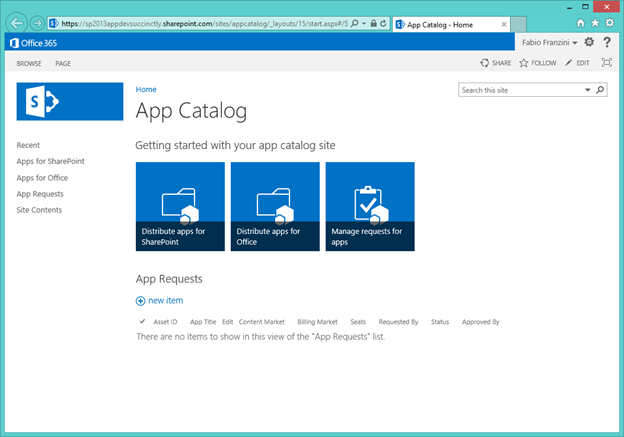 https://sp2013appdevsuccinctly.sharepoint.com/sites/appcatalog/_layouts/15/start.aspx#/S
App Catalog - Home
Office 365
Fabio Franzini
?
BROWSE PAGE
SHARE FOLLOW EDIT
S
Home
App Catalog
Search this site
Recent
Apps for SharePoint
Apps for Office
App Requests
Site Contents
Getting started with your app catalog site
Distribute apps for
SharePoint
Distribute apps for
Office
Manage requests for
apps
App Requests
new item
Asset ID App Title Edit Content Market Billing Market Seats Requested By Status Approved By
There are no items to show in this view of the "App Requests" list.